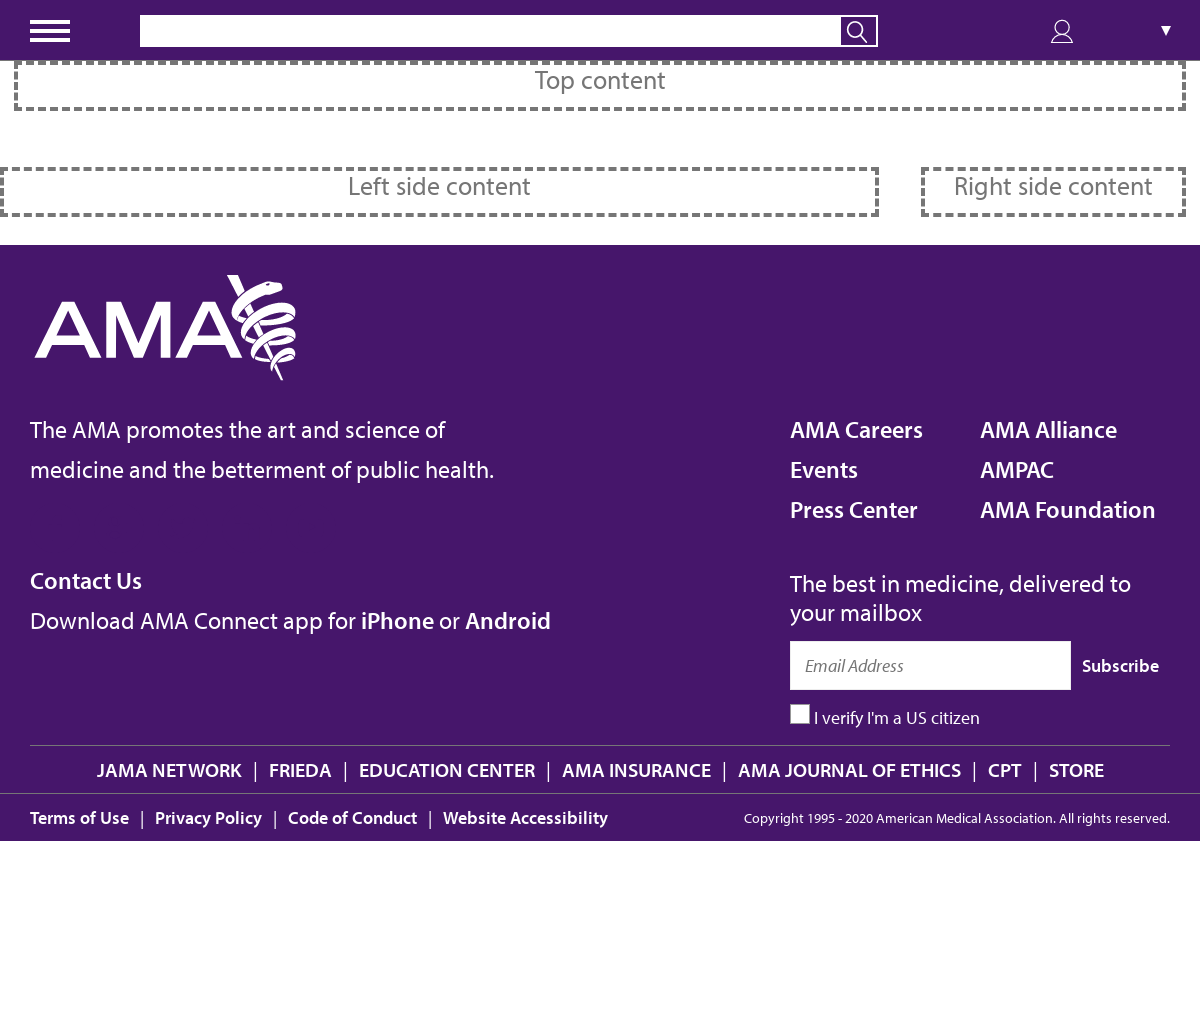 Top content
Left side content
Right side content
AMA
The AMA promotes the art and science of
medicine and the betterment of public health.
AMA Careers
Events
Press Center
AMA Alliance
AMPAC
AMA Foundation
Contact Us
Download AMA Connect app for iPhone or Android
The best in medicine, delivered to
your mailbox
Email Address
Subscribe
I verify I'm a US citizen
JAMA NETWORK | FRIEDA | EDUCATION CENTER | AMA INSURANCE | AMA JOURNAL OF ETHICS | CPT | STORE
Terms of Use | Privacy Policy | Code of Conduct | Website Accessibility
Copyright 1995 - 2020 American Medical Association. All rights reserved.